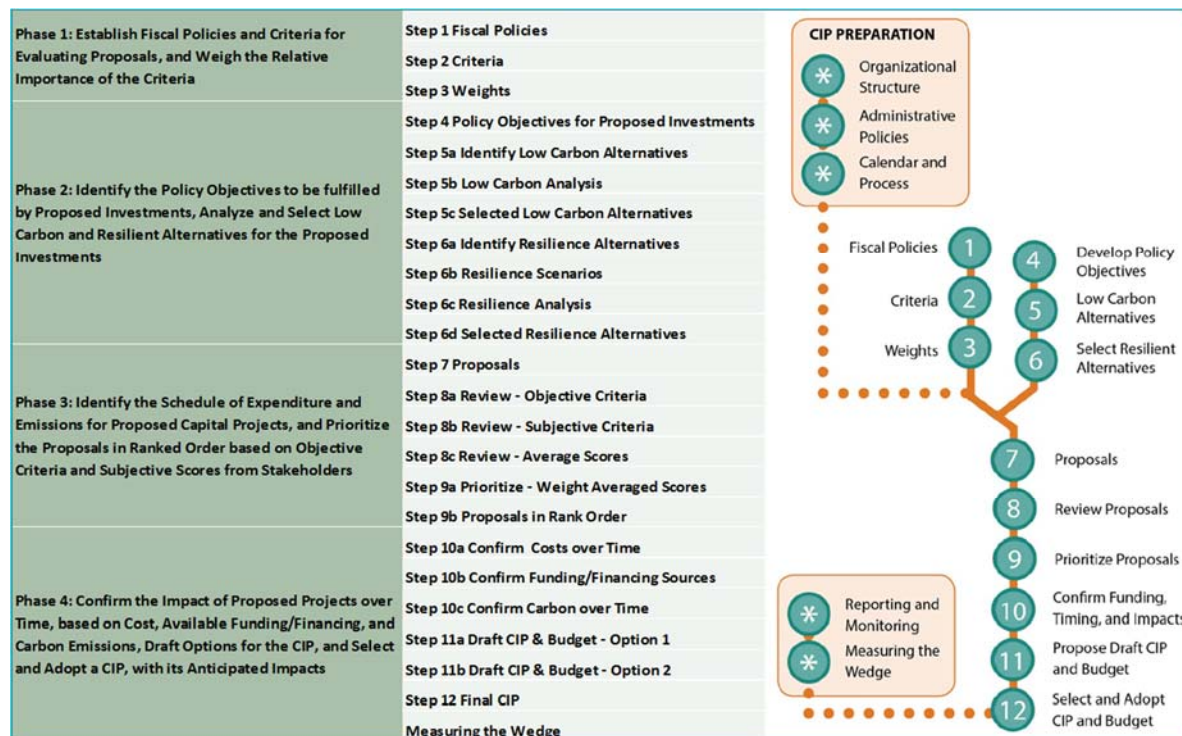 Phase 1: Establish Fiscal Policies and Criteria for
Evaluating Proposals, and Weigh the Relative
Importance of the Criteria
Step 1 Fiscal Policies
Step 2 Criteria
Step 3 Weights
Phase 2: Identify the Policy Objectives to be fulfilled
by Proposed Investments, Analyze and Select Low
Carbon and Resilient Alternatives for the Proposed
Investments
Step 4 Policy Objectives for Proposed Investments
Step 5a Identify Low Carbon Alternatives
Step 5b Low Carbon Analysis
Step 5c Selected Low Carbon Alternatives
Step 6a Identify Resilience Alternatives
Step 6b Resilience Scenarios
Step 6c Resilience Analysis
Step 6d Selected Resilience Alternatives
Phase 3: Identify the Schedule of Expenditure and
Emissions for Proposed Capital Projects, and Prioritize
the Proposals in Ranked Order based on Objective
Criteria and Subjective Scores from Stakeholders
Step 7 Proposals
Step 8a Review - Objective Criteria
Step 8b Review - Subjective Criteria
Step 8c Review - Average Scores
Step 9a Prioritize - Weight Averaged Scores
Step 9b Proposals in Rank Order
Phase 4: Confirm the Impact of Proposed Projects over
Time, based on Cost, Available Funding/Financing, and
Carbon Emissions, Draft Options for the CIP, and Select
and Adopt a CIP, with its Anticipated Impacts
Step 10a Confirm Costs over Time
Step 10b Confirm Funding/Financing Sources
Step 10c Confirm Carbon over Time
Step 11a Draft CIP & Budget - Option 1
Step 11b Draft CIP & Budget - Option 2
Step 12 Final CIP
Measuring the Wedge
CIP PREPARATION
* Organizational
Structure
* Administrative
Policies
* Calendar and
Process
Fiscal Policies 1
Criteria 2
Weights 3
4 Develop Policy
Objectives
5 Low Carbon
Alternatives
6 Select Resilient
Alternatives
7 Proposals
8 Review Proposals
9 Prioritize Proposals
10 Confirm Funding,
Timing, and Impacts
11 Propose Draft CIP
and Budget
12 Select and Adopt
CIP and Budget
* Reporting and
Monitoring
* Measuring the
Wedge